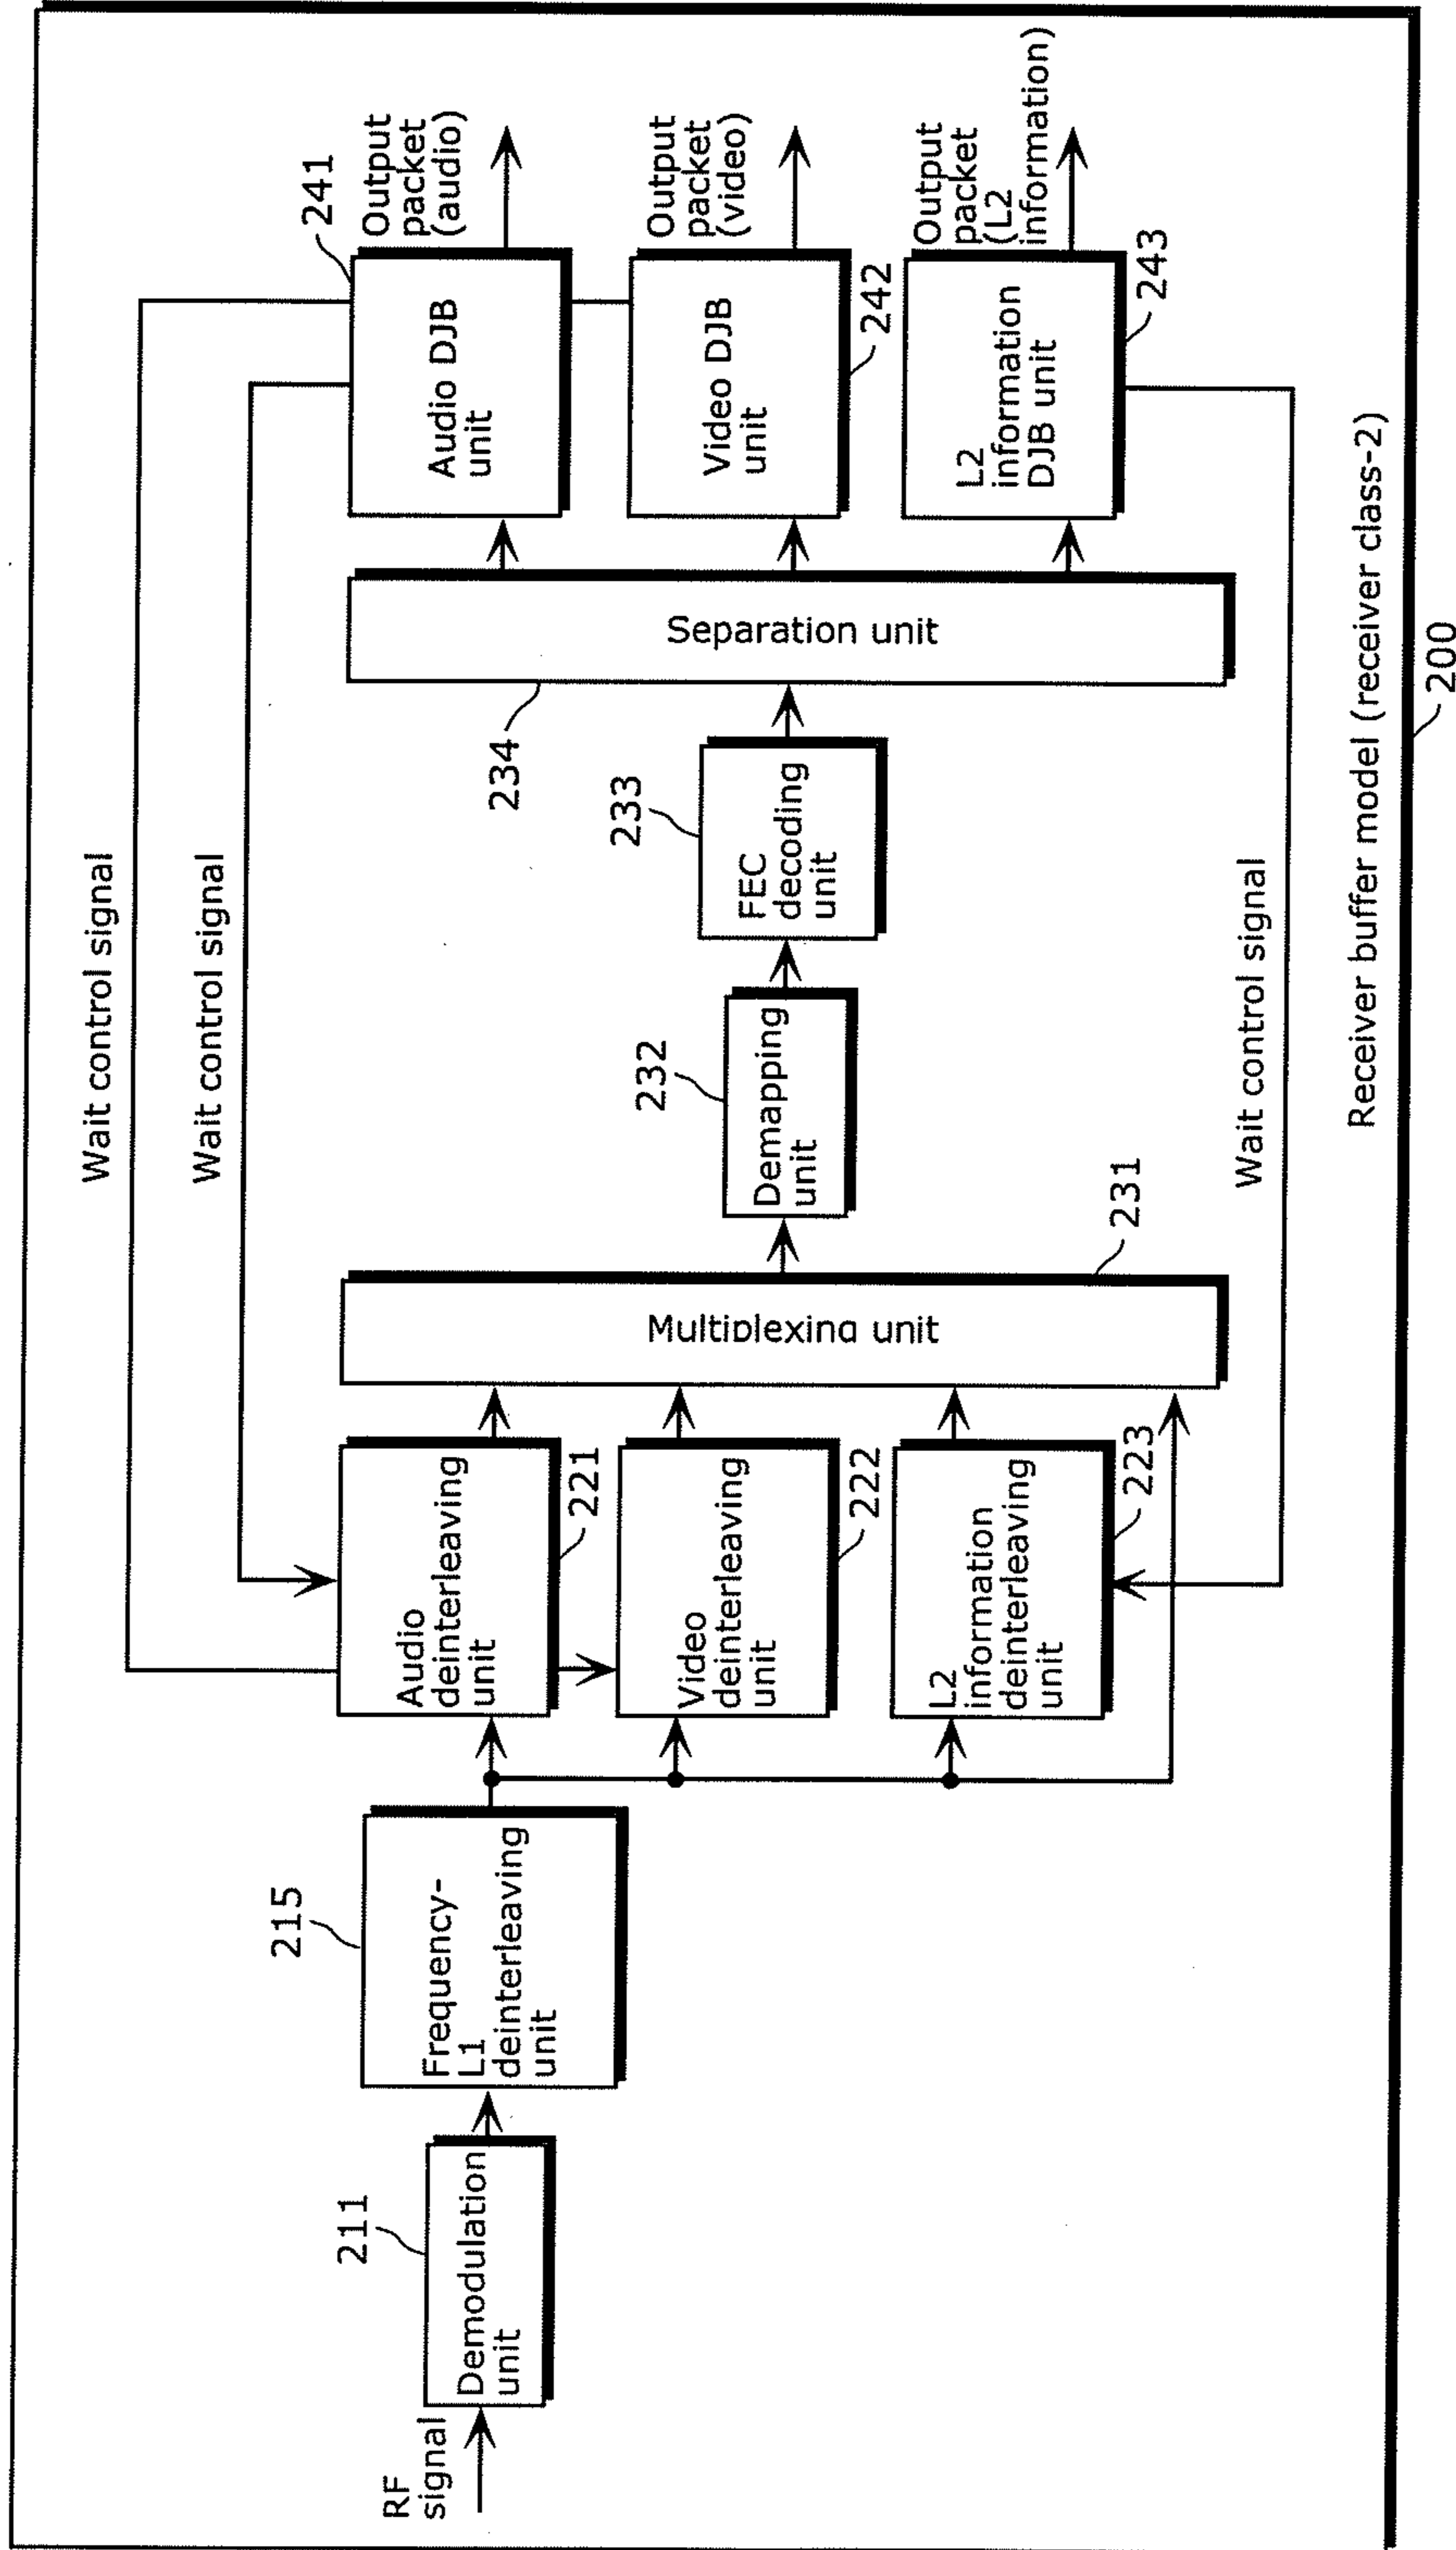 Wait control signal
Wait control signal
241
Output
packet
(audio)
Audio DJB
unit
Output
packet
(video)
Video DJB
unit
242
Output
packet
(L2
information)
L2
information
DJB unit
243
Separation unit
234
233
FEC
decoding
unit
232
Demapping
unit
Multiplexing unit
231
Audio
deinterleaving
unit
221
Video
deinterleaving
unit
222
L2
information
deinterleaving
unit
223
215
Frequency-
L1
deinterleaving
unit
211
Demodulation
unit
RF
signal
Wait control signal
Receiver buffer model (receiver class-2)
200